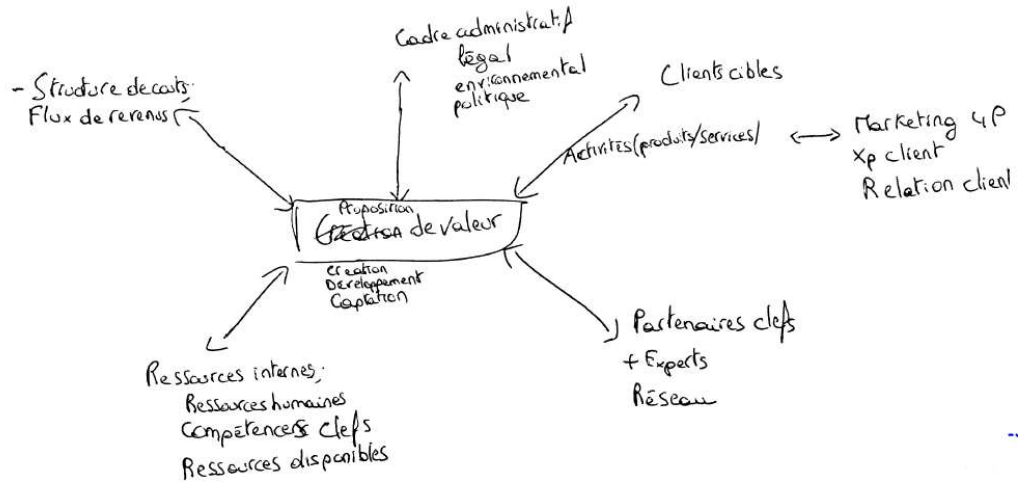 Cadre administratif
légal
environnemental
politique
- Structure de couts:
Flux de revenus
Clients cibles
Activités (produits/services)
Marketing 4P
Xp client
Relation client
Proposition
Création de valeur
création
Développement
Captation
Partenaires clefs
+ Experts
Réseau
Ressources internes:
Ressources humaines
Compétences clefs
Ressources disponibles